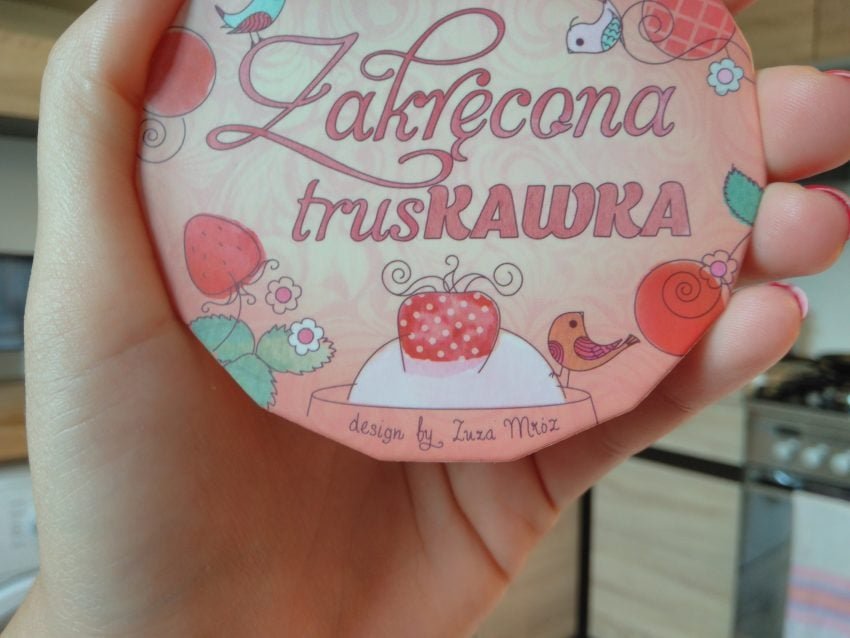 Zakręcona
trusKAWKA
design by Zuza Mróz